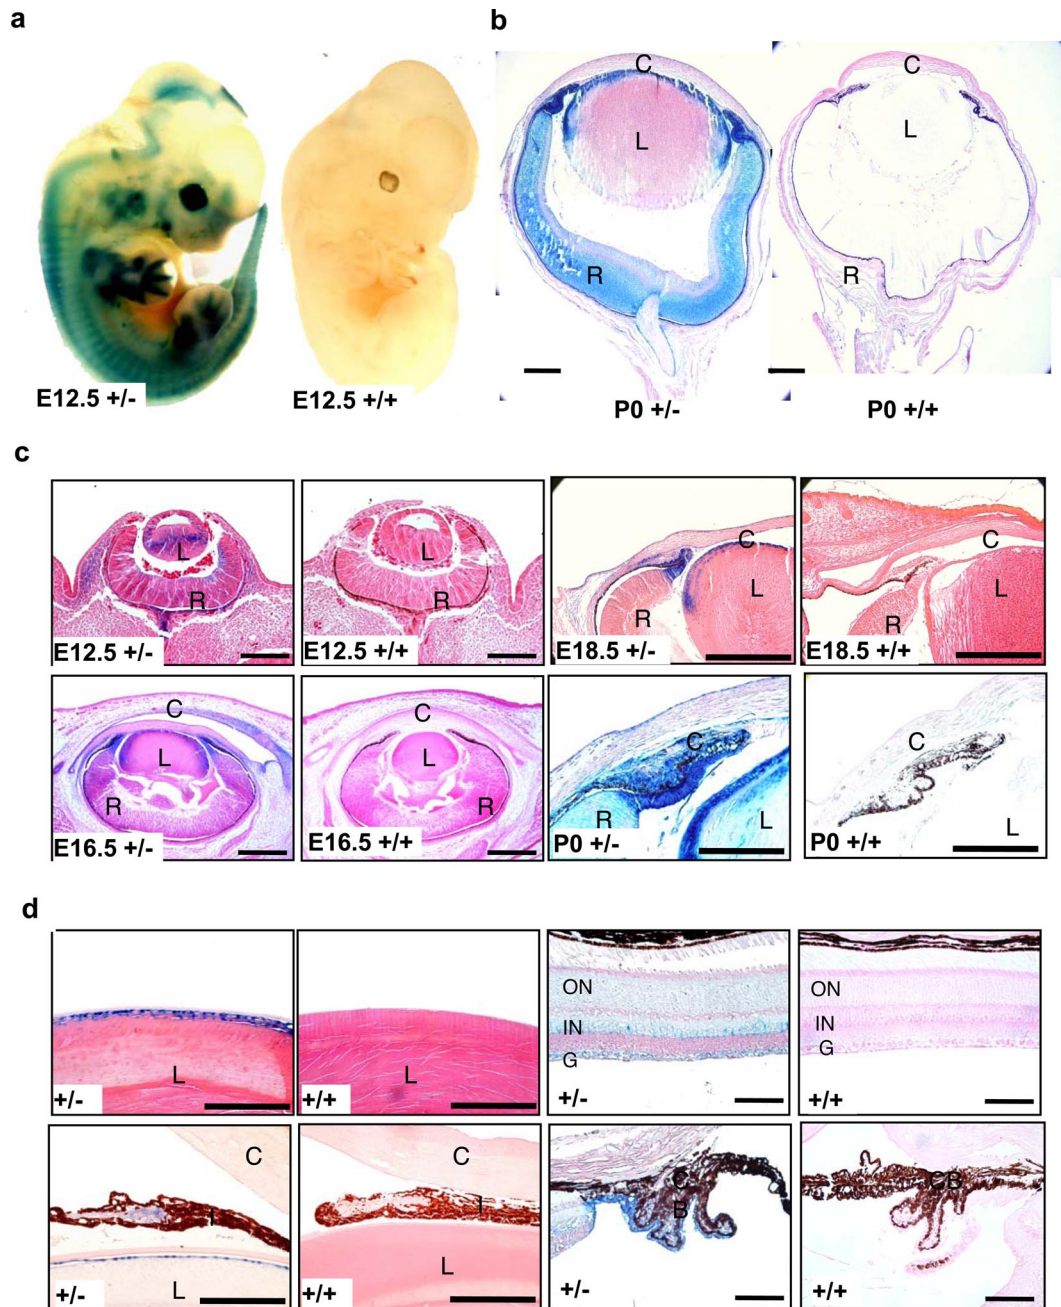 a
b
E12.5 +/-
E12.5 +/+
C
L
R
P0 +/-
C
L
R
P0 +/+
c
L
R
E12.5 +/-
L
R
E12.5 +/+
C
L
R
E18.5 +/-
C
L
R
E18.5 +/+
C
L
R
E16.5 +/-
C
L
R
E16.5 +/+
C
R
L
P0 +/-
C
L
P0 +/+
d
L
+/-
L
+/+
ON
IN
G
+/-
ON
IN
G
+/+
C
I
L
+/-
C
I
L
+/+
C
B
+/-
CB
+/+